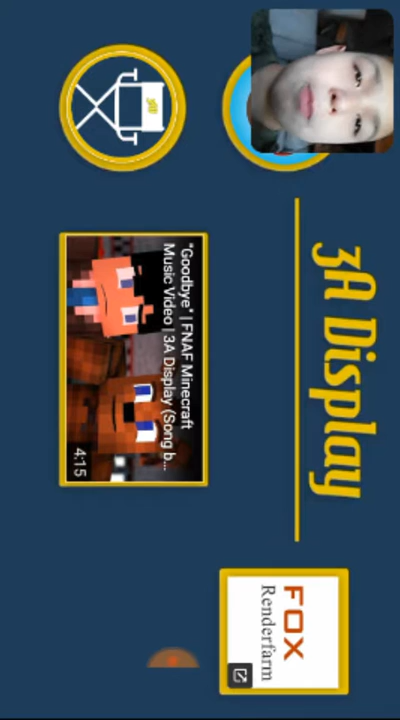 3A Display
"Goodbye" | FNAF Minecraft
Music Video | 3A Display (Song b...
4:15
FOX
Renderfarm